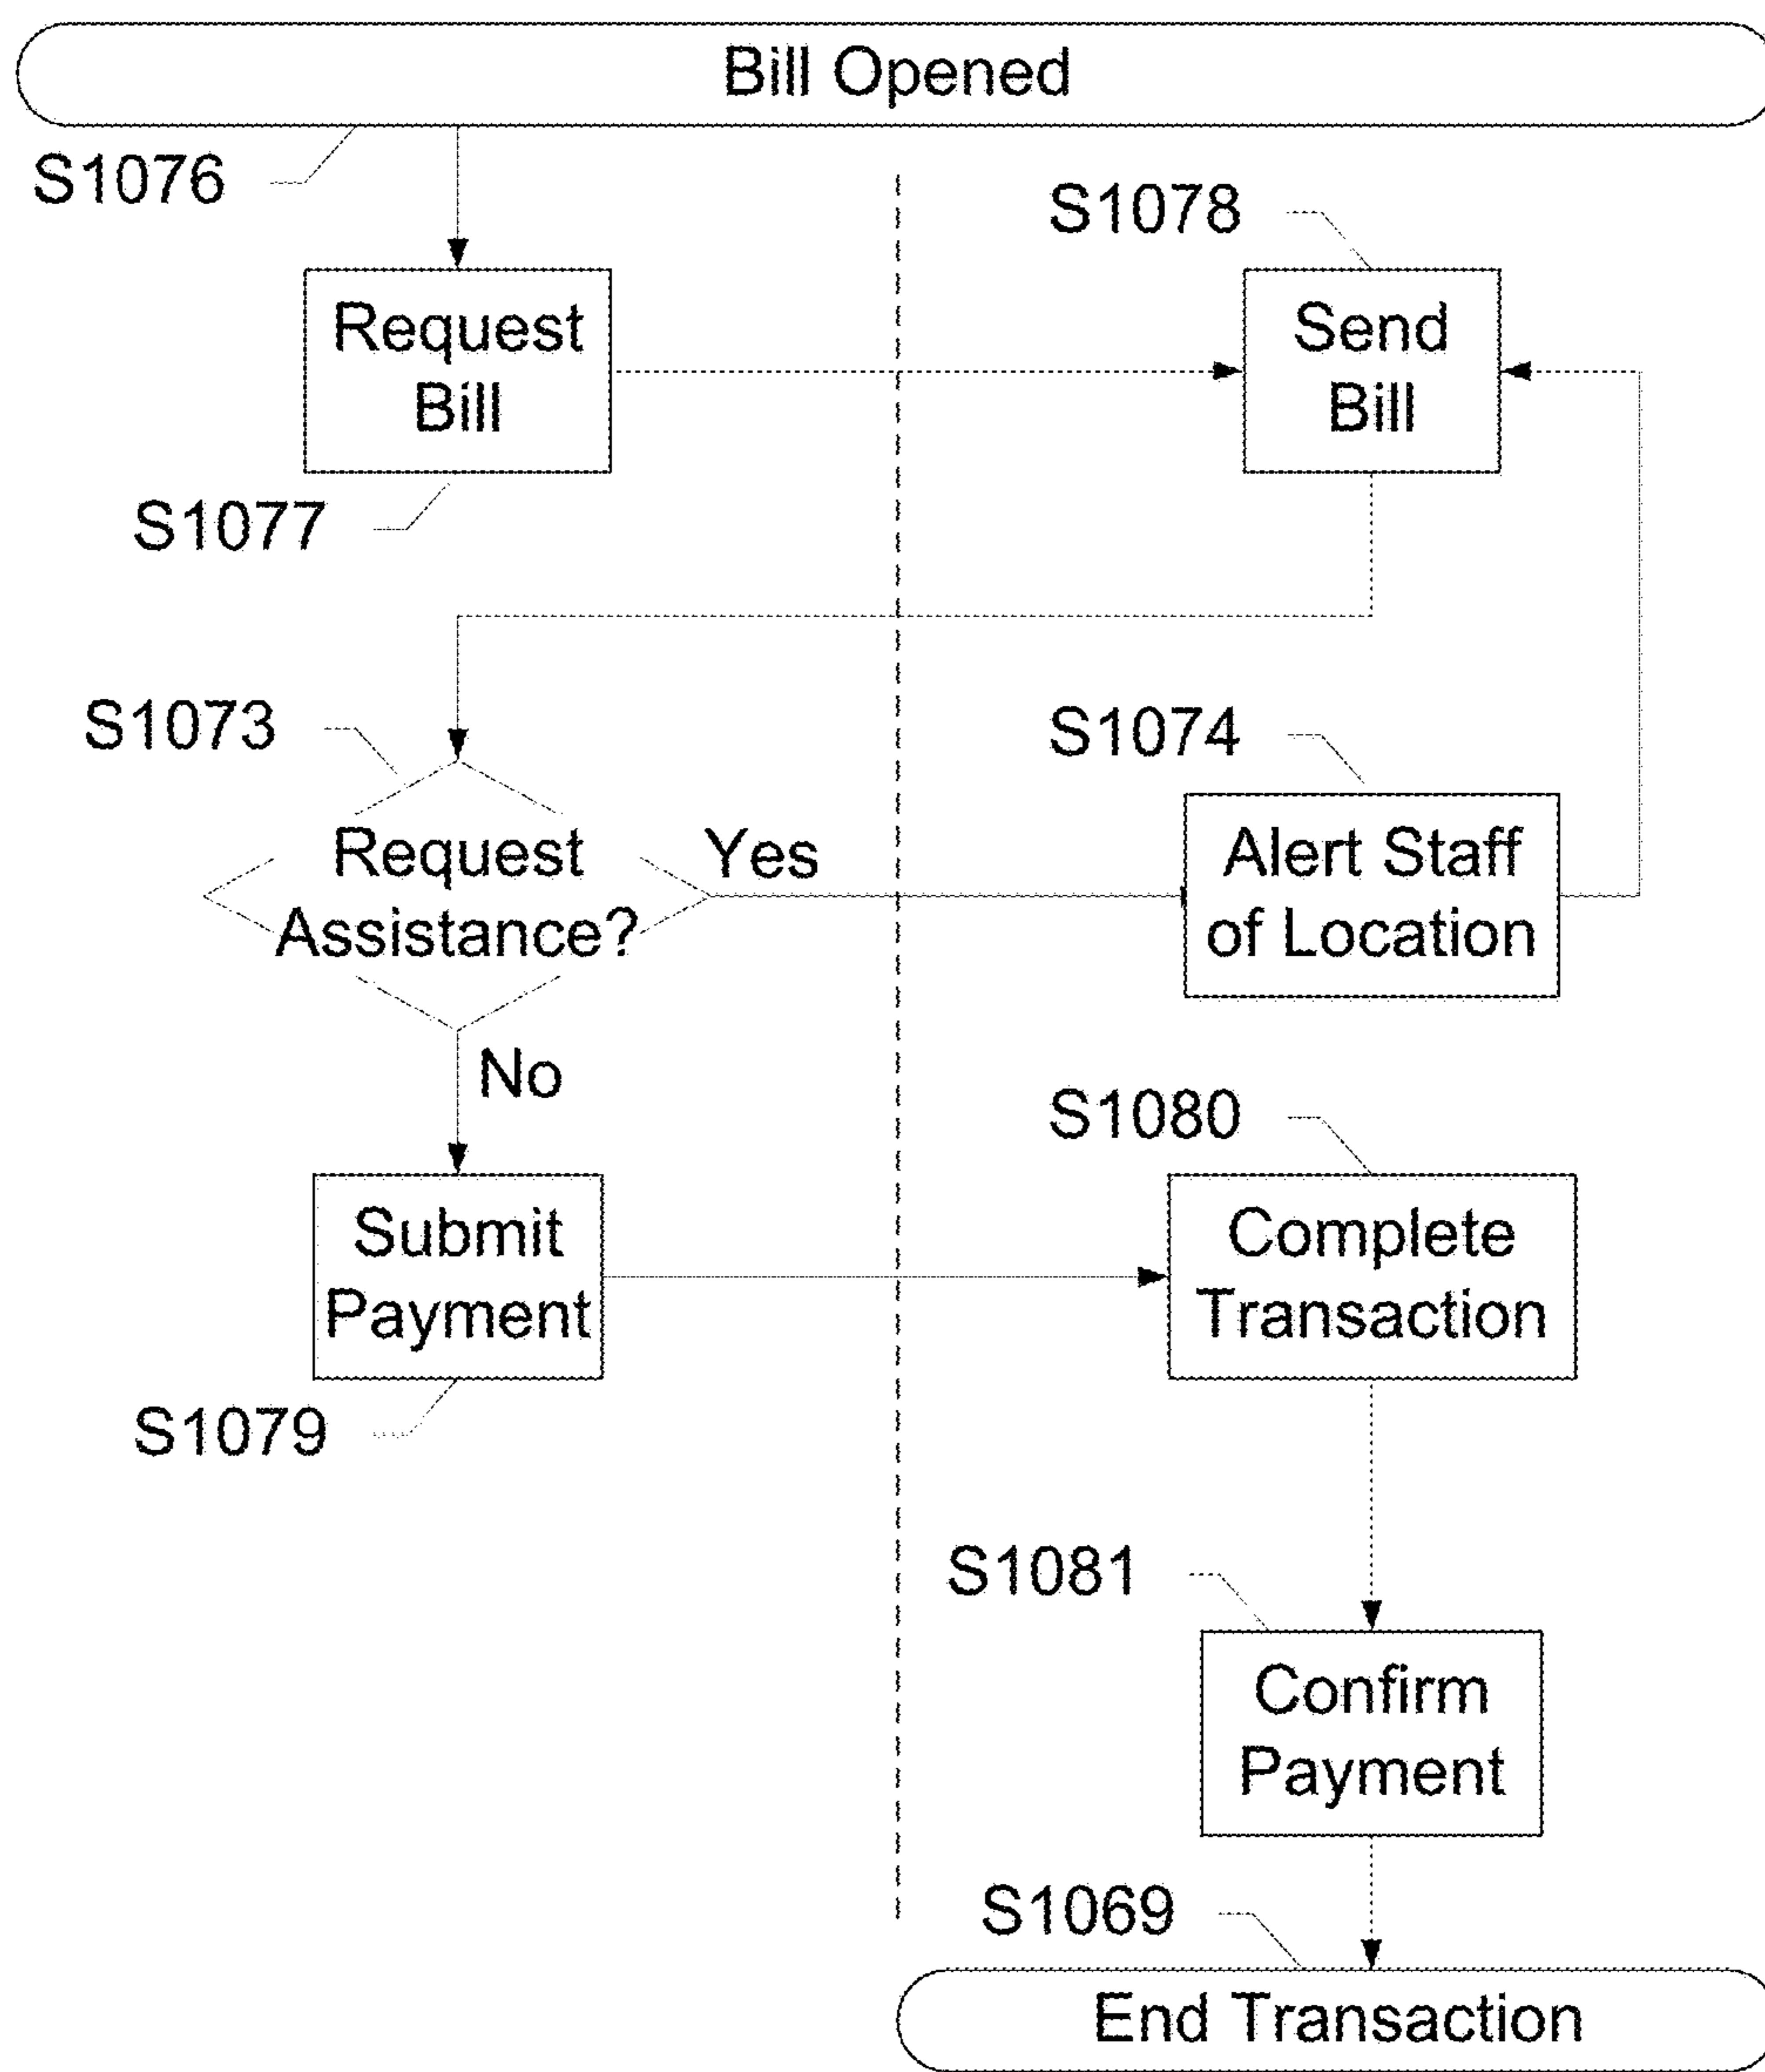 Bill Opened
S1076
S1078
Request
Bill
Send
Bill
S1077
S1073
S1074
Request
Assistance?
Yes
Alert Staff
of Location
No
S1080
Submit
Payment
Complete
Transaction
S1079
S1081
Confirm
Payment
S1069
End Transaction